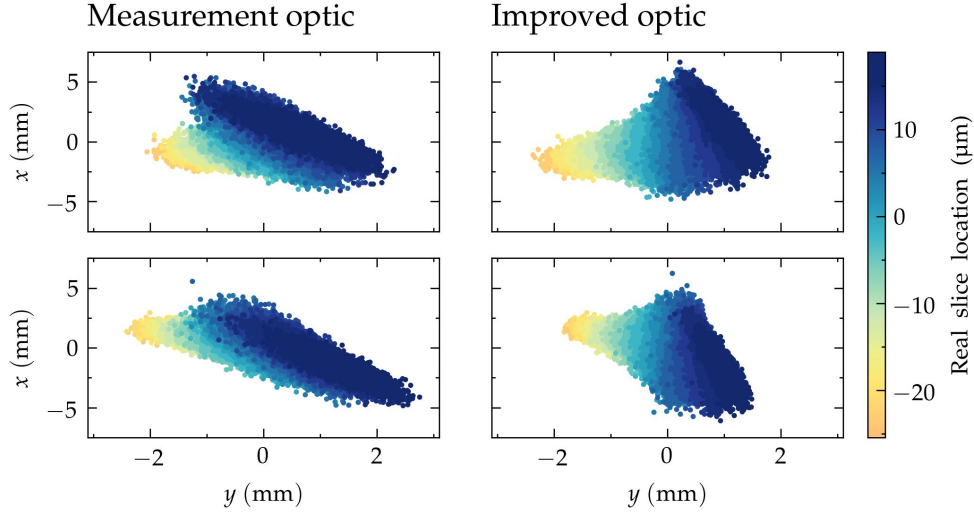 Measurement optic
Improved optic
5
0
−5
x (mm)
5
0
−5
x (mm)
−2
0
2
y (mm)
−2
0
2
y (mm)
10
0
−10
−20
Real slice location (µm)